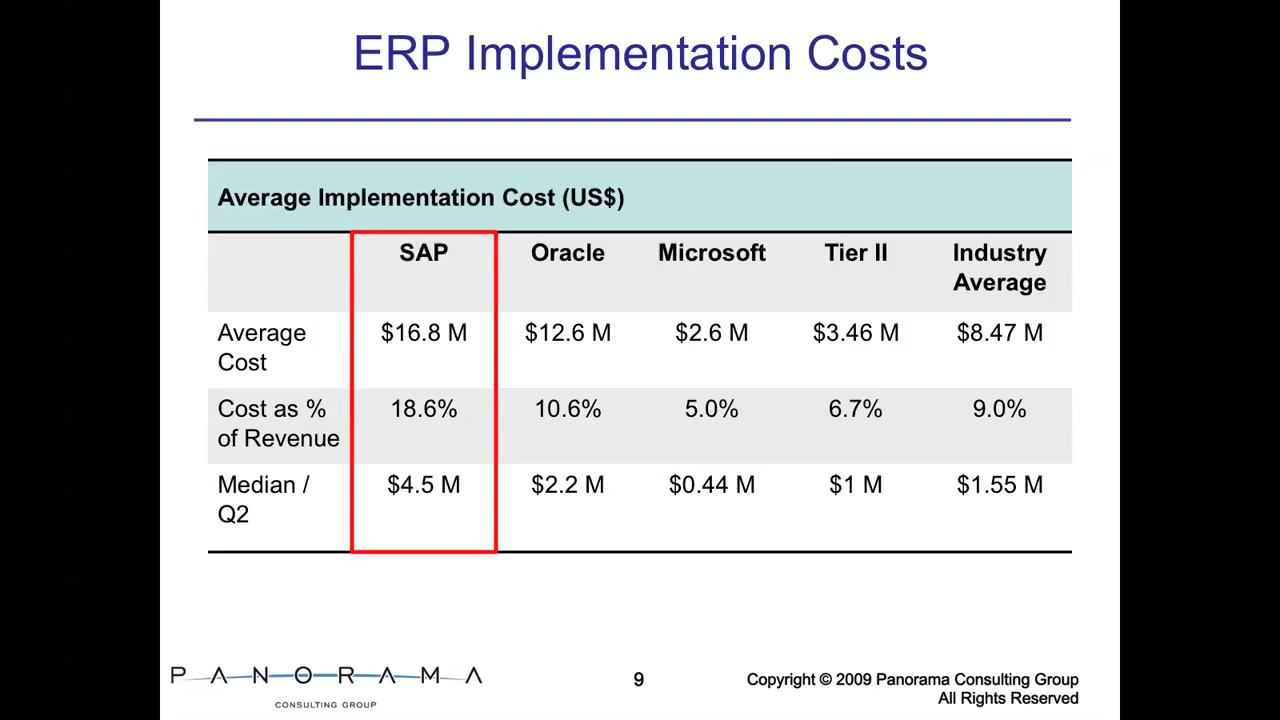 ERP Implementation Costs
Average Implementation Cost (US$)
SAP Oracle Microsoft Tier II Industry
Average
Average
Cost $16.8 M $12.6 M $2.6 M $3.46 M $8.47 M
Cost as %
of Revenue 18.6% 10.6% 5.0% 6.7% 9.0%
Median /
Q2 $4.5 M $2.2 M $0.44 M $1 M $1.55 M
PANORAMA
CONSULTING GROUP
9
Copyright © 2009 Panorama Consulting Group
All Rights Reserved